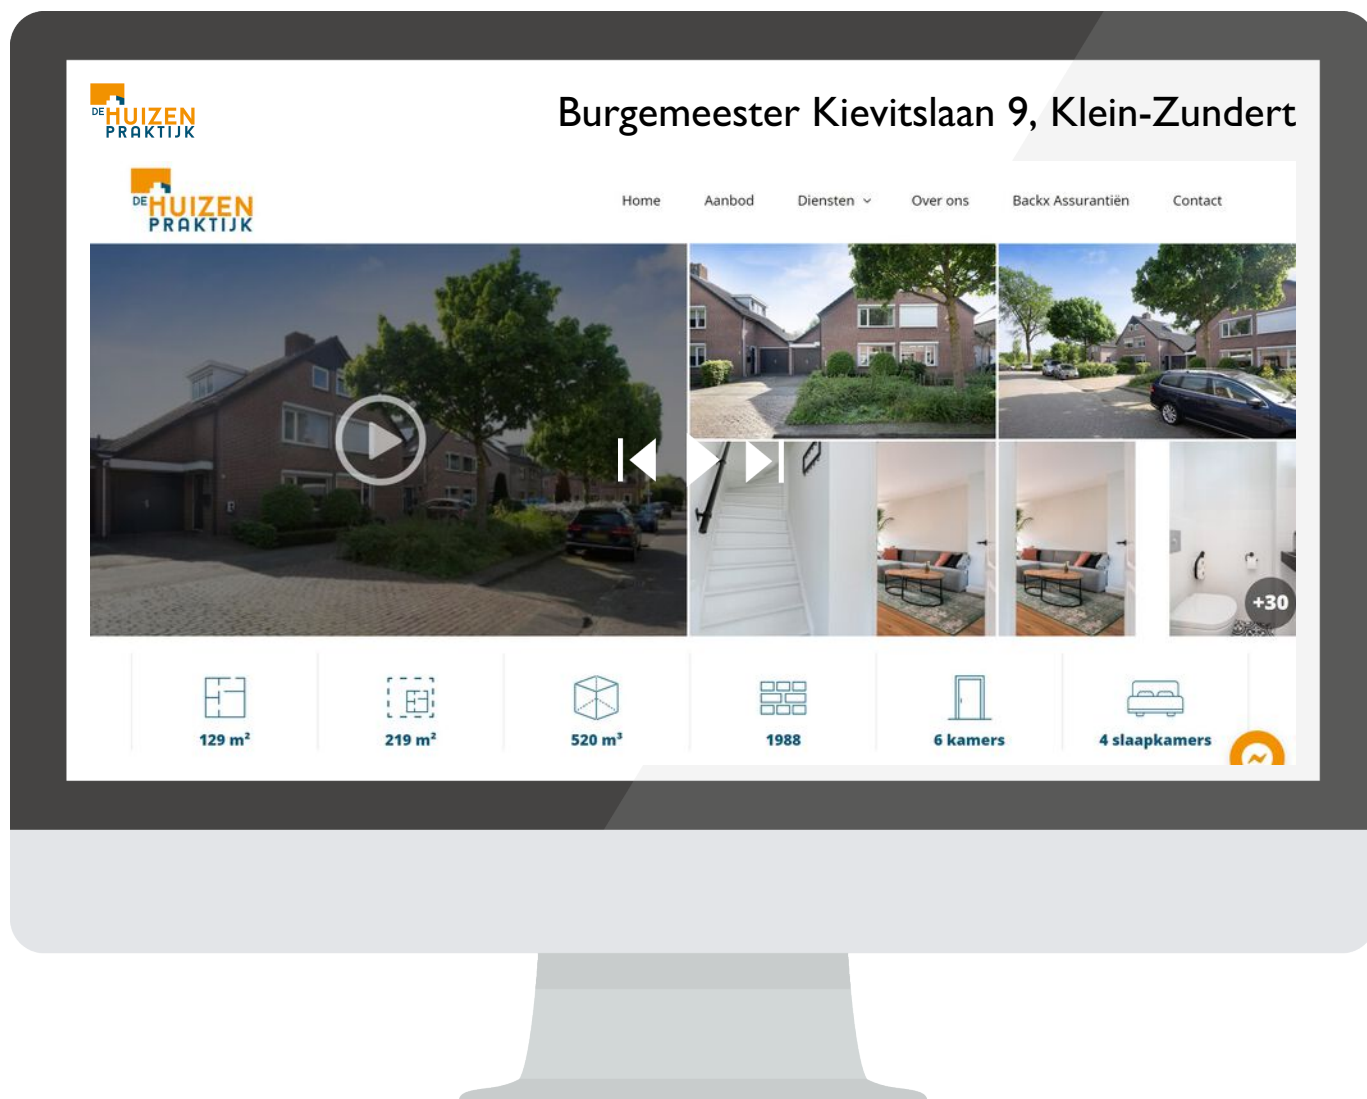 DE HUIZEN
PRAKTIJK
Burgemeester Kievitslaan 9, Klein-Zundert
DE HUIZEN
PRAKTIJK
Home Aanbod Diensten Over ons Backx Assurantiën Contact
+30
129 m² 219 m² 520 m³ 1988 6 kamers 4 slaapkamers